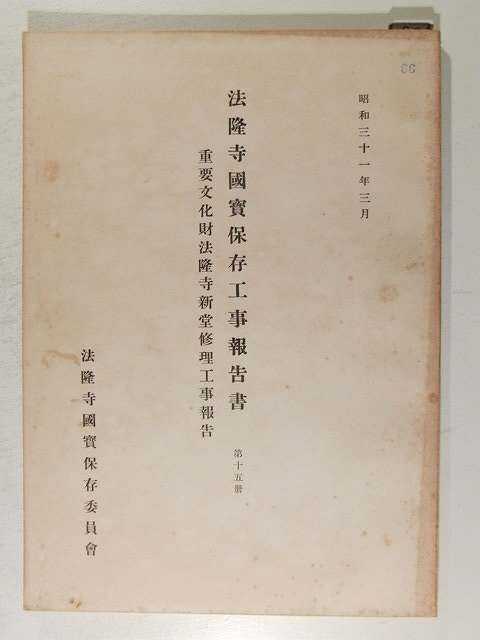 66
昭和三十一年三月
法隆寺國寶保存工事報告書 第十五册
重要文化財法隆寺新堂修理工事報告
法隆寺國寶保存委員會